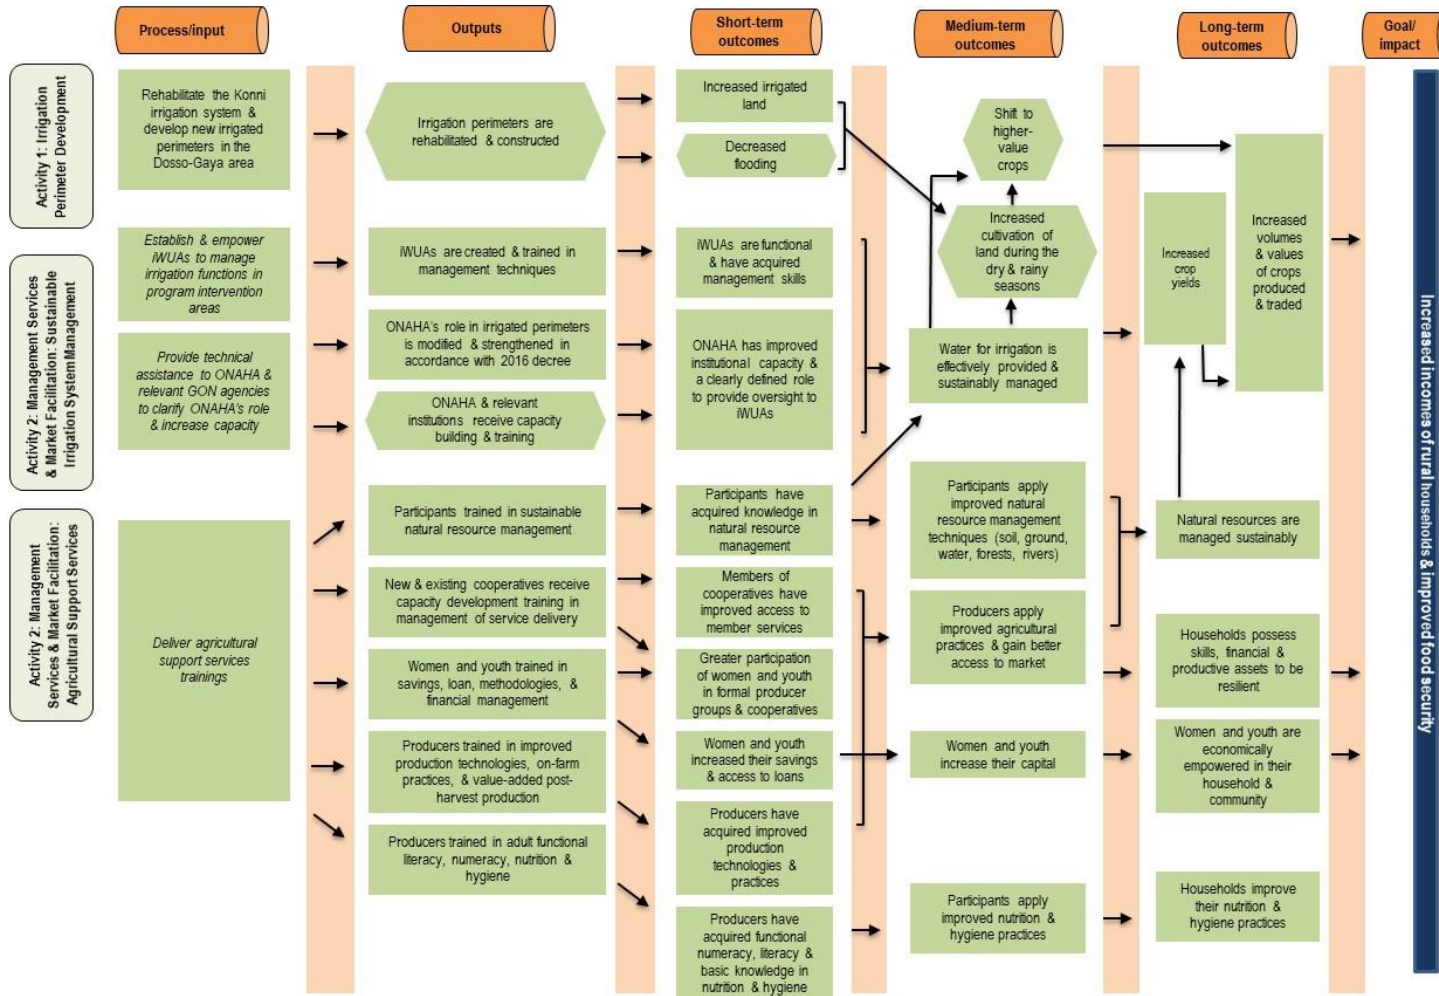 Process/input
Outputs
Short-term
outcomes
Medium-term
outcomes
Long-term
outcomes
Goal/
impact
Activity 1: Irrigation
Perimeter Development
Rehabilitate the Konni
irrigation system &
develop new irrigated
perimeters in the
Dosso-Gaya area
Irrigation perimeters are
rehabilitated & constructed
Increased irrigated
land
Decreased
flooding
Shift to
higher-
value
crops
Increased
cultivation of
land during the
dry & rainy
seasons
Increased crop
yields
Increased
volumes
& values
of crops
produced
& traded
Activity 2: Management Services
& Market Facilitation: Sustainable
Irrigation System Management
Establish & empower
iWUAs to manage
irrigation functions in
program intervention
areas
Provide technical
assistance to ONAHA &
relevant GON agencies
to clarify ONAHA's role
& increase capacity
iWUAs are created & trained in
management techniques
ONAHA's role in irrigated perimeters
is modified & strengthened in
accordance with 2016 decree
ONAHA & relevant
institutions receive capacity
building & training
iWUAs are functional
& have acquired
management skills
ONAHA has improved
institutional capacity &
a clearly defined role
to provide oversight to
iWUAs
Water for irrigation is
effectively provided &
sustainably managed
Activity 2: Management
Services & Market Facilitation:
Agricultural Support Services
Deliver agricultural
support services
trainings
Participants trained in sustainable
natural resource management
New & existing cooperatives receive
capacity development training in
management of service delivery
Women and youth trained in
savings, loan, methodologies, &
financial management
Producers trained in improved
production technologies, on-farm
practices, & value-added post-
harvest production
Producers trained in adult functional
literacy, numeracy, nutrition &
hygiene
Participants have
acquired knowledge in
natural resource
management
Members of
cooperatives have
improved access to
member services
Greater participation
of women and youth
in formal producer
groups & cooperatives
Women and youth
increased their savings
& access to loans
Producers have
acquired improved
production
technologies &
practices
Producers have
acquired functional
numeracy, literacy &
basic knowledge in
nutrition & hygiene
Participants apply
improved natural
resource management
techniques (soil, ground,
water, forests, rivers)
Producers apply
improved agricultural
practices & gain better
access to market
Women and youth
increase their capital
Participants apply
improved nutrition &
hygiene practices
Natural resources are
managed sustainably
Households possess
skills, financial &
productive assets to be
resilient
Women and youth are
economically
empowered in their
household &
community
Households improve
their nutrition &
hygiene practices
Increased incomes of rural households & improved food security